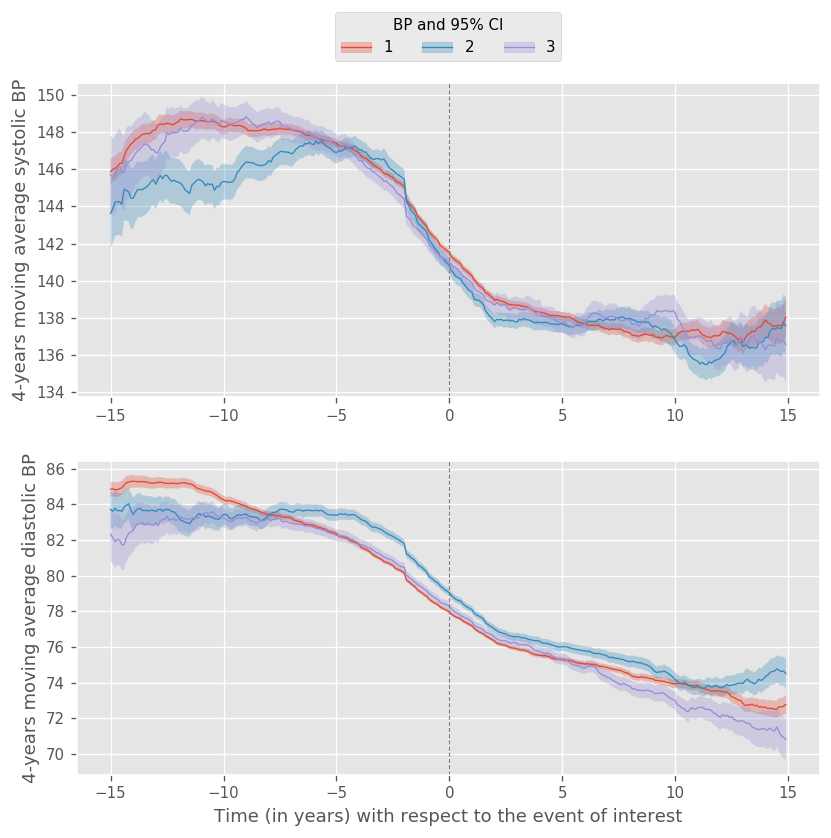 BP and 95% CI
1 2 3
4-years moving average systolic BP
150
148
146
144
142
140
138
136
134
−15 −10 −5 0 5 10 15
4-years moving average diastolic BP
86
84
82
80
78
76
74
72
70
−15 −10 −5 0 5 10 15
Time (in years) with respect to the event of interest